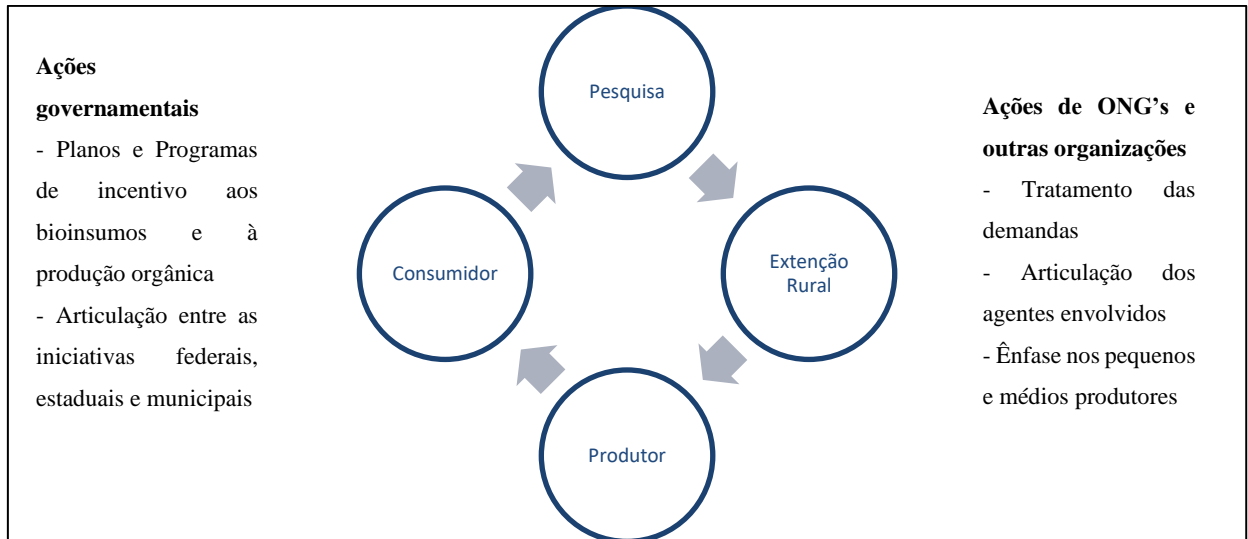 Ações
governamentais
- Planos e Programas
de incentivo aos
bioinsumos e à
produção orgânica
- Articulação entre as
iniciativas federais,
estaduais e municipais
Pesquisa
Consumidor
Extenção
Rural
Produtor
Ações de ONG’s e
outras organizações
- Tratamento das
demandas
- Articulação dos
agentes envolvidos
- Ênfase nos pequenos
e médios produtores